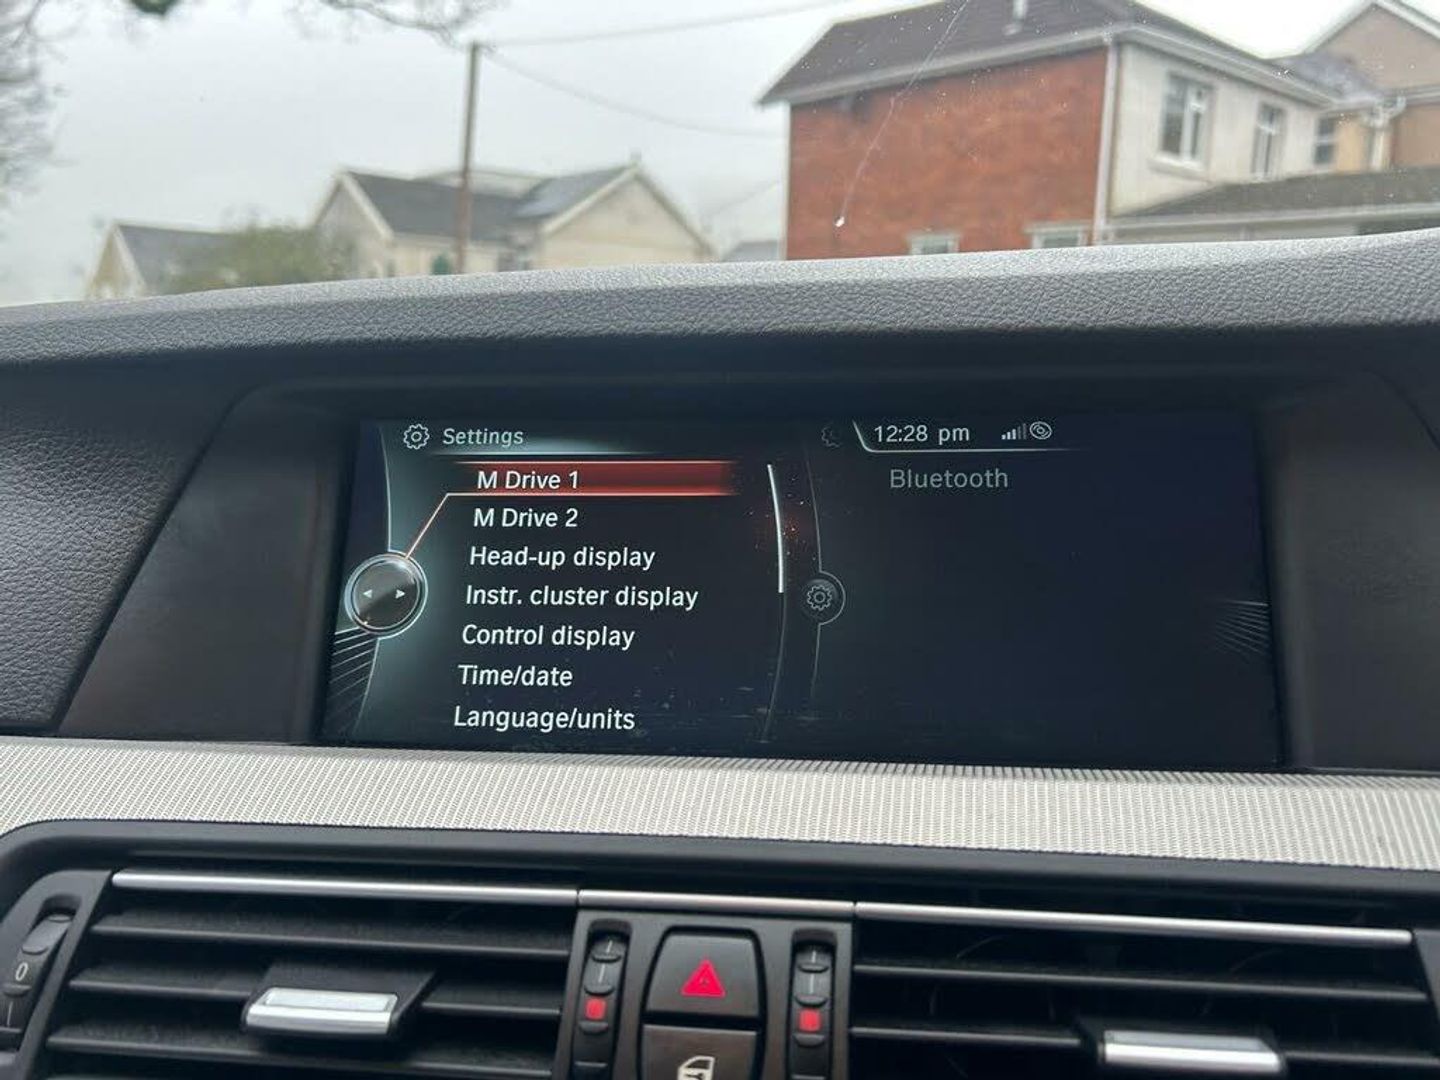 Settings
12:28 pm
M Drive 1
Bluetooth
M Drive 2
Head-up display
Instr. cluster display
Control display
Time/date
Language/units
0